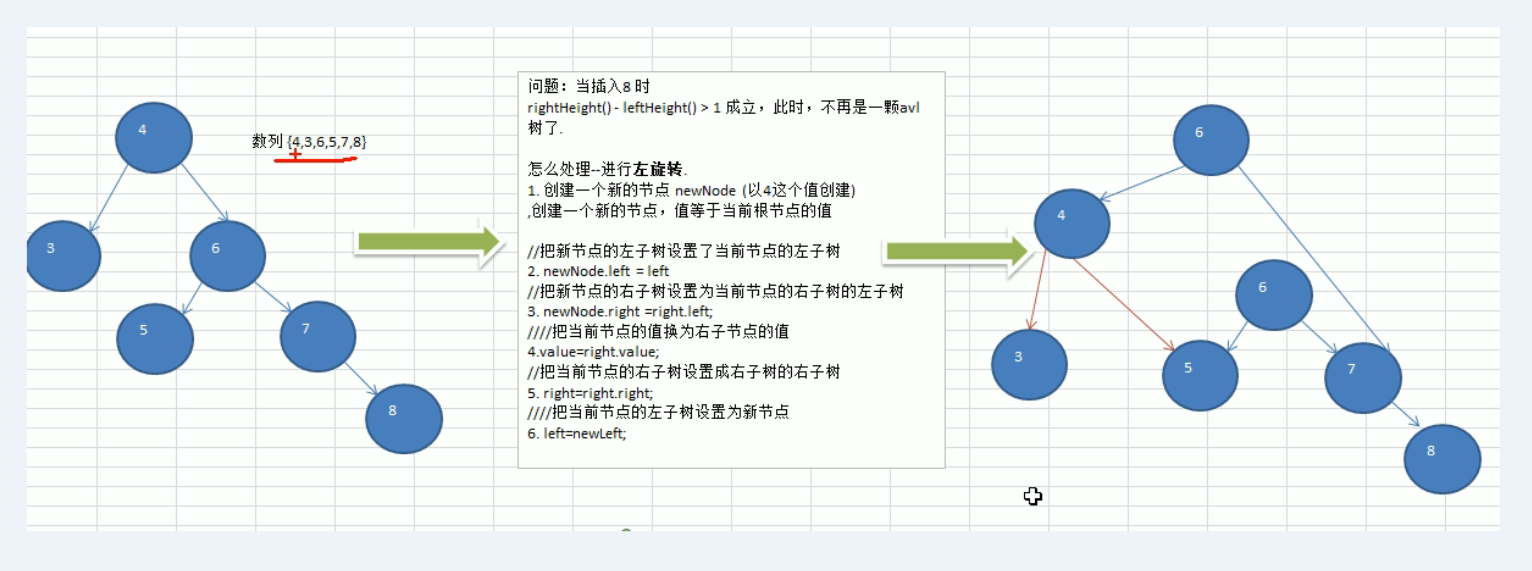 4
数列 {4,3,6,5,7,8}
3
6
5
7
8
问题：当插入8 时
rightHeight() - leftHeight() > 1 成立，此时，不再是一颗avl
树了.
怎么处理--进行左旋转.
1. 创建一个新的节点 newNode (以4这个值创建)
,创建一个新的节点，值等于当前根节点的值
//把新节点的左子树设置了当前节点的左子树
2. newNode.left = left
//把新节点的右子树设置为当前节点的右子树的左子树
3. newNode.right =right.left;
////把当前节点的值换为右子节点的值
4.value=right.value;
//把当前节点的右子树设置成右子树的右子树
5. right=right.right;
////把当前节点的左子树设置为新节点
6. left=newLeft;
6
4
6
3
5
7
8